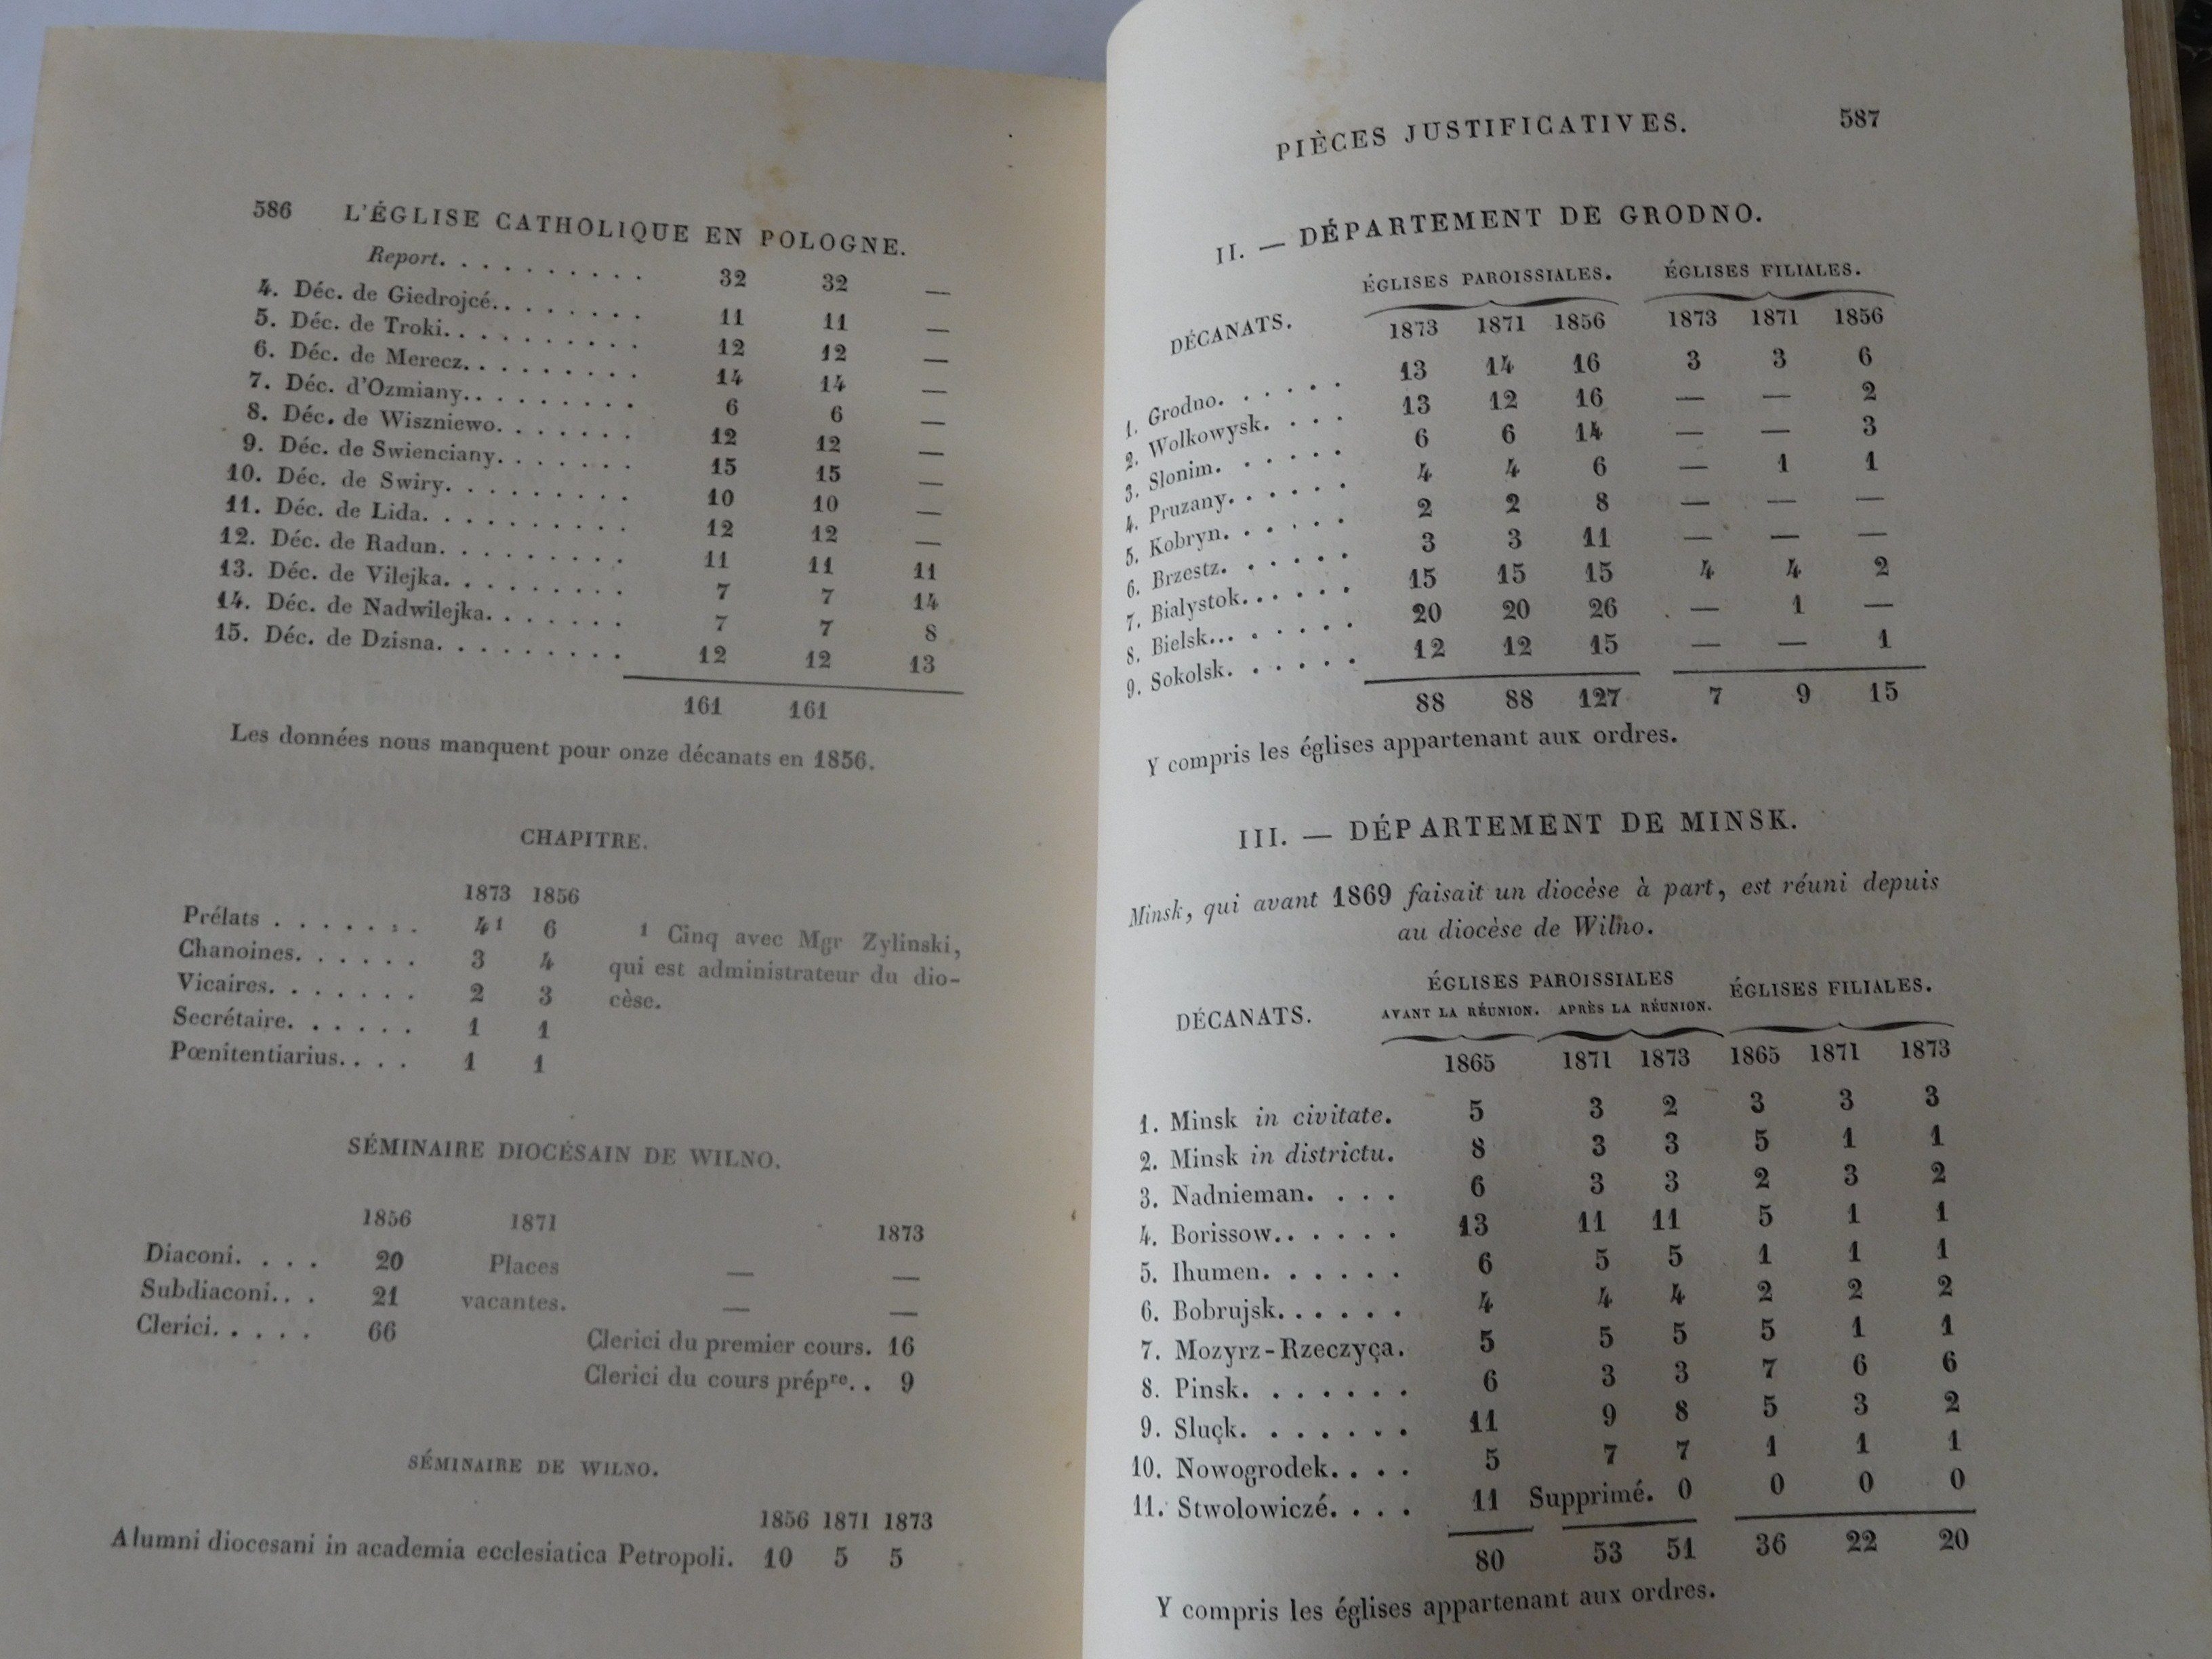 586 L'ÉGLISE CATHOLIQUE EN POLOGNE.
Report. . . . . . . . . . 32 32 —
4. Déc. de Giedrojcé. . . . . . . . 11 11 —
5. Déc. de Troki. . . . . . . . . . 12 12 —
6. Déc. de Merecz. . . . . . . . . 14 14 —
7. Déc. d'Ozmiany. . . . . . . . . 6 6 —
8. Déc. de Wiszniewo. . . . . . . 12 12 —
9. Déc. de Swienciany. . . . . . . 15 15 —
10. Déc. de Swiry. . . . . . . . . 10 10 —
11. Déc. de Lida. . . . . . . . . . 12 12 —
12. Déc. de Radun. . . . . . . . . 11 11 11
13. Déc. de Vilejka. . . . . . . . 7 7 14
14. Déc. de Nadwilejka. . . . . . . 7 7 8
15. Déc. de Dzisna. . . . . . . . . 12 12 13
161 161
Les données nous manquent pour onze décanats en 1856.
CHAPITRE.
1873 1856
Prélats . . . . . . . 4¹ 6
Chanoines. . . . . . 3 4
Vicaires. . . . . . . 2 3
Secrétaire. . . . . . 1 1
Pœnitentiarius. . . . 1 1
¹ Cinq avec Mgr Zylinski,
qui est administrateur du dio-
cèse.
SÉMINAIRE DIOCÉSAIN DE WILNO.
1856 1871 1873
Diaconi. . . . 20 Places — —
Subdiaconi. . . 21 vacantes. — —
Clerici. . . . . 66
Clerici du premier cours. 16
Clerici du cours prépre. . 9
SÉMINAIRE DE WILNO.
1856 1871 1873
Alumni diocesani in academia ecclesiatica Petropoli. 10 5 5
PIÈCES JUSTIFICATIVES. 587
II. — DÉPARTEMENT DE GRODNO.
ÉGLISES PAROISSIALES. ÉGLISES FILIALES.
DÉCANATS. 1873 1871 1856 1873 1871 1856
1. Grodno. . . . . . 13 14 16 3 3 6
2. Wolkowysk. . . . 13 12 16 — — 2
3. Slonim. . . . . . 6 6 14 — — 3
4. Pruzany. . . . . . 4 4 6 — 1 1
5. Kobryn. . . . . . 2 2 8 — — —
6. Brzestz. . . . . . 3 3 11 — — —
7. Bialystok. . . . . . 15 15 15 4 4 2
8. Bielsk... . . . . . 20 20 26 — 1 —
9. Sokolsk. . . . . . 12 12 15 — — 1
88 88 127 7 9 15
Y compris les églises appartenant aux ordres.
III. — DÉPARTEMENT DE MINSK.
Minsk, qui avant 1869 faisait un diocèse à part, est réuni depuis
au diocèse de Wilno.
ÉGLISES PAROISSIALES ÉGLISES FILIALES.
AVANT LA RÉUNION. APRÈS LA RÉUNION.
DÉCANATS.
1865 1871 1873 1865 1871 1873
1. Minsk in civitate. 5 3 2 3 3 3
2. Minsk in districtu. 8 3 3 5 1 1
3. Nadnieman. . . . 6 3 3 2 3 2
4. Borissow. . . . . . 13 11 11 5 1 1
5. Ihumen. . . . . . 6 5 5 1 1 1
6. Bobrujsk. . . . . . 4 4 4 2 2 2
7. Mozyrz-Rzeczyça. 5 5 5 5 1 1
8. Pinsk. . . . . . . 6 3 3 7 6 6
9. Sluçk. . . . . . . 11 9 8 5 3 2
10. Nowogrodek. . . . 5 7 7 1 1 1
11. Stwolowiczé. . . . 11 Supprimé. 0 0 0 0
80 53 51 36 22 20
Y compris les églises appartenant aux ordres.